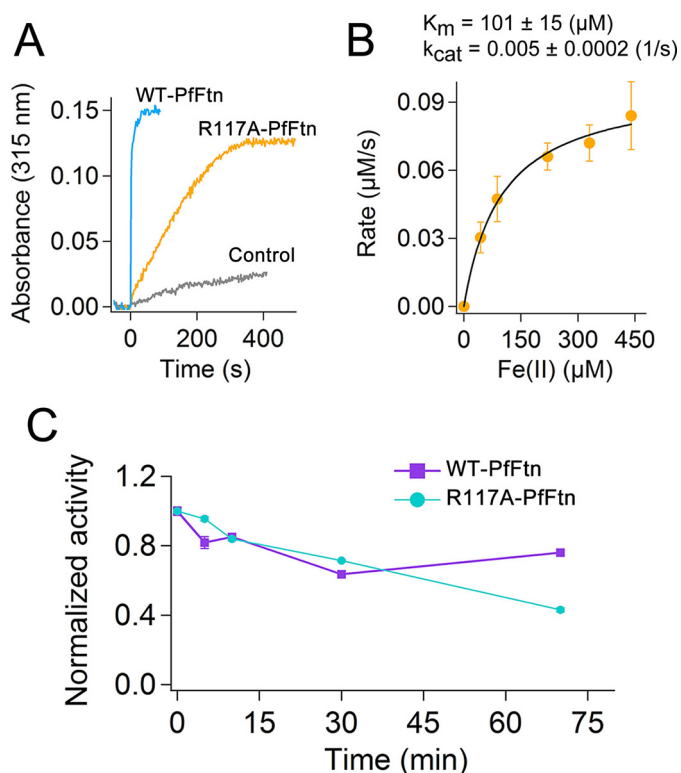 A
WT-PfFtn
R117A-PfFtn
Control
Absorbance (315 nm)
0.15
0.10
0.05
0.00
0 200 400
Time (s)
B
Km = 101 ± 15 (µM)
kcat = 0.005 ± 0.0002 (1/s)
Rate (µM/s)
0.09
0.06
0.03
0.00
0 150 300 450
Fe(II) (µM)
C
WT-PfFtn
R117A-PfFtn
Normalized activity
1.2
0.8
0.4
0.0
0 15 30 45 60 75
Time (min)